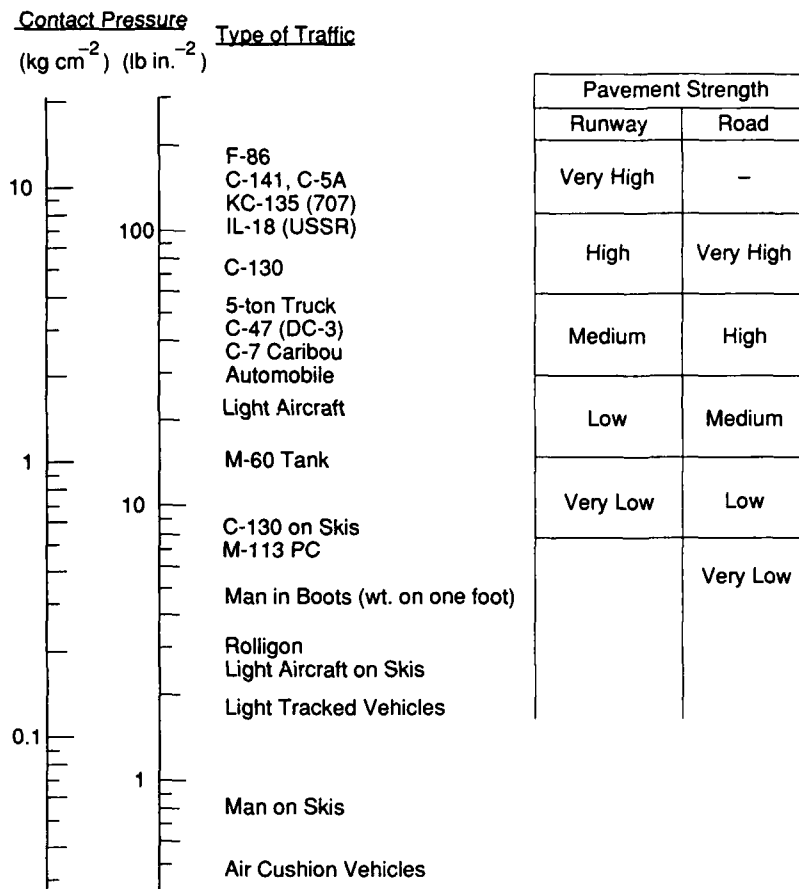 Contact Pressure
(kg cm⁻²) (lb in.⁻²)
Type of Traffic
10
1
0.1
100
10
1
F-86
C-141, C-5A
KC-135 (707)
IL-18 (USSR)
C-130
5-ton Truck
C-47 (DC-3)
C-7 Caribou
Automobile
Light Aircraft
M-60 Tank
C-130 on Skis
M-113 PC
Man in Boots (wt. on one foot)
Rolligon
Light Aircraft on Skis
Light Tracked Vehicles
Man on Skis
Air Cushion Vehicles
Pavement Strength
Runway Road
Very High –
High Very High
Medium High
Low Medium
Very Low Low
Very Low